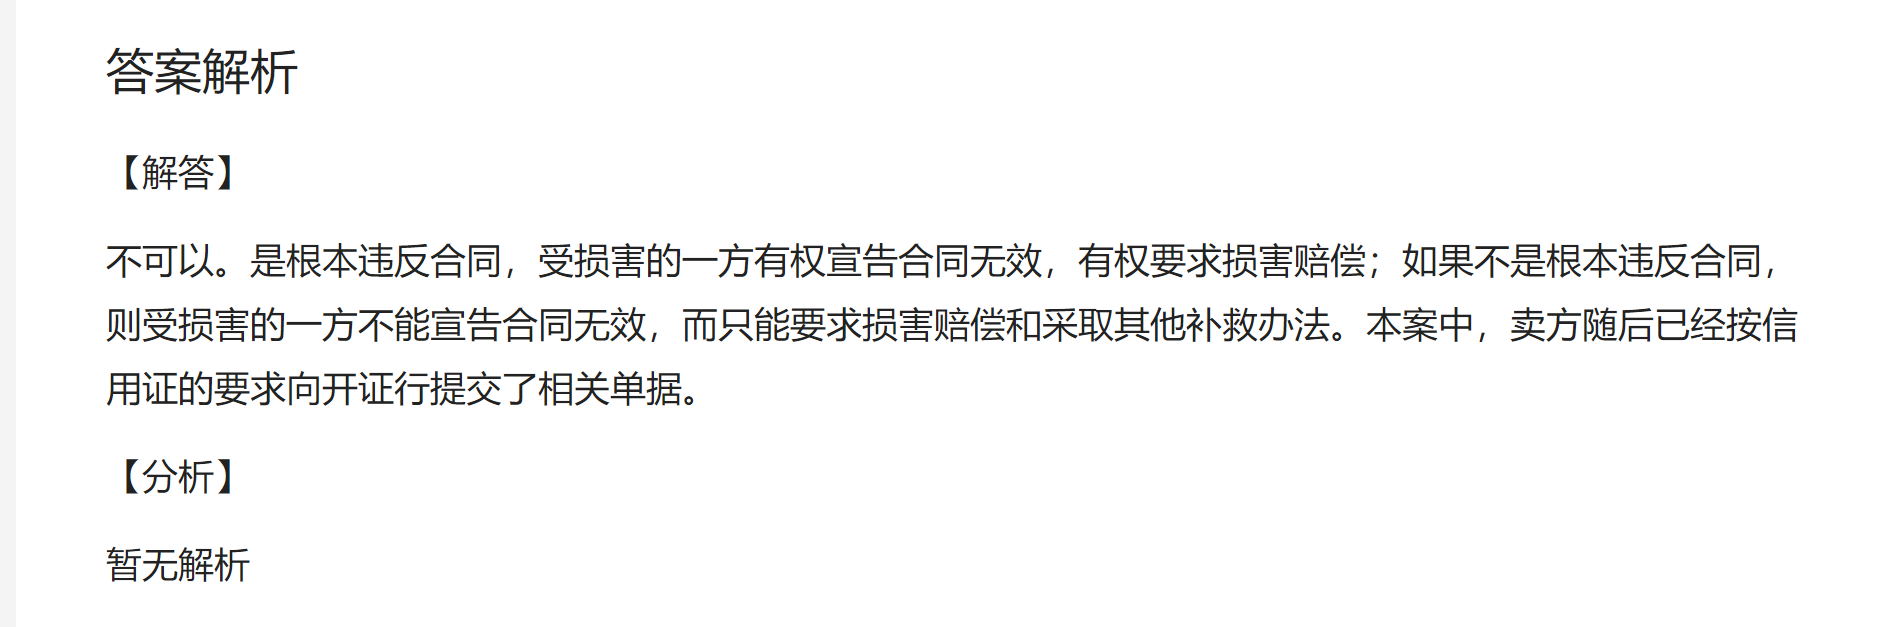 答案解析
【解答】
不可以。是根本违反合同，受损害的一方有权宣告合同无效，有权要求损害赔偿；如果不是根本违反合同，
则受损害的一方不能宣告合同无效，而只能要求损害赔偿和采取其他补救办法。本案中，卖方随后已经按信
用证的要求向开证行提交了相关单据。
【分析】
暂无解析